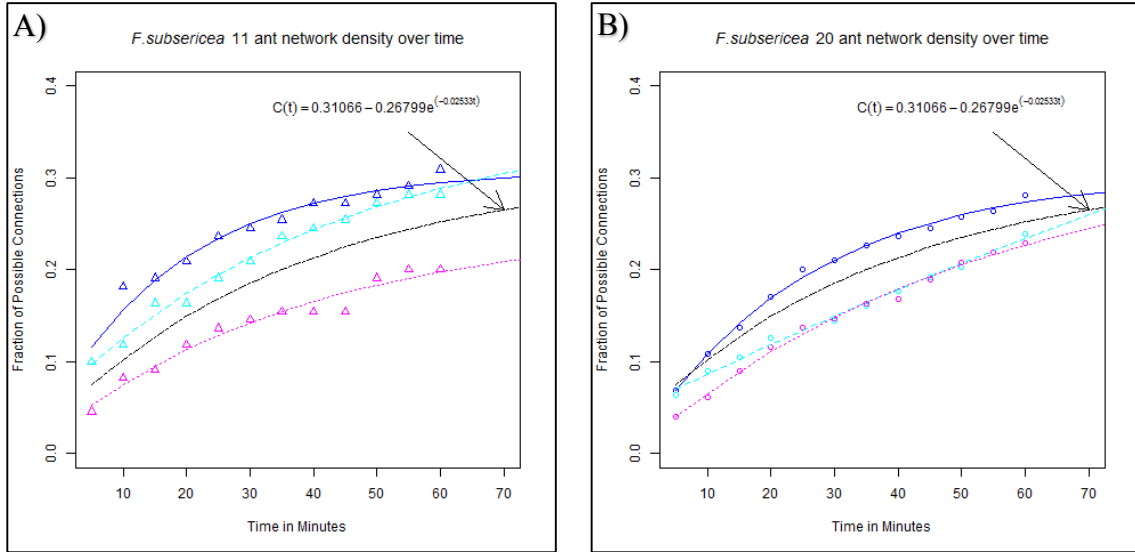 A)
F.subsericea 11 ant network density over time
C(t) = 0.31066 − 0.26799e^(−0.02533t)
Fraction of Possible Connections
0.4
0.3
0.2
0.1
0.0
10 20 30 40 50 60 70
Time in Minutes
B)
F.subsericea 20 ant network density over time
C(t) = 0.31066 − 0.26799e^(−0.02533t)
Fraction of Possible Connections
0.4
0.3
0.2
0.1
0.0
10 20 30 40 50 60 70
Time in Minutes